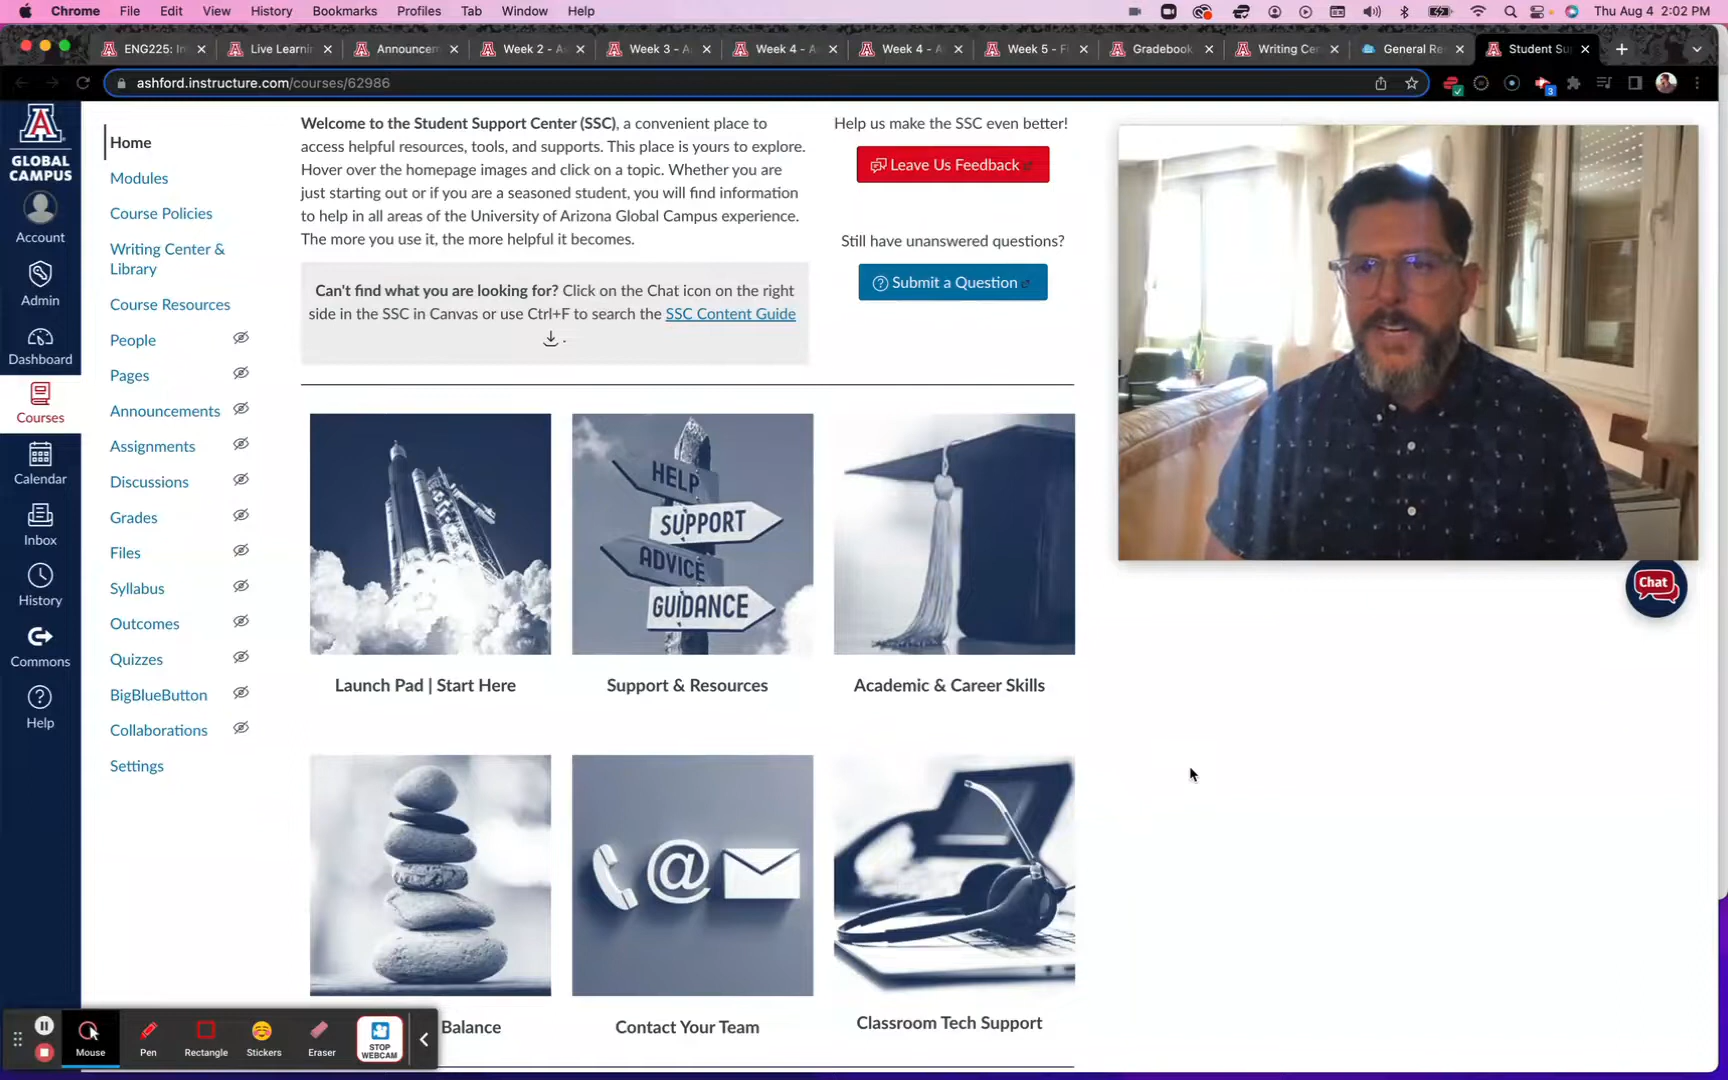 Chrome File Edit View History Bookmarks Profiles Tab Window Help Thu Aug 4 2:02 PM
ENG225: In Live Learnin Announcem Week 2 - A Week 3 - A Week 4 - A Week 4 - A Week 5 - Fi Gradebook Writing Cen General Re Student Su
ashford.instructure.com/courses/62986
3
GLOBAL
CAMPUS
Account
Admin
Dashboard
Courses
Calendar
Inbox
History
Commons
Help
Home
Modules
Course Policies
Writing Center &
Library
Course Resources
People
Pages
Announcements
Assignments
Discussions
Grades
Files
Syllabus
Outcomes
Quizzes
BigBlueButton
Collaborations
Settings
Welcome to the Student Support Center (SSC), a convenient place to
access helpful resources, tools, and supports. This place is yours to explore.
Hover over the homepage images and click on a topic. Whether you are
just starting out or if you are a seasoned student, you will find information
to help in all areas of the University of Arizona Global Campus experience.
The more you use it, the more helpful it becomes.
Can't find what you are looking for? Click on the Chat icon on the right
side in the SSC in Canvas or use Ctrl+F to search the SSC Content Guide
.
Help us make the SSC even better!
Leave Us Feedback
Still have unanswered questions?
Submit a Question
HELP
SUPPORT
ADVICE
GUIDANCE
Launch Pad | Start Here
Support & Resources
Academic & Career Skills
Chat
@
Balance
Contact Your Team
Classroom Tech Support
Mouse
Pen
Rectangle
Stickers
Eraser
STOP
WEBCAM